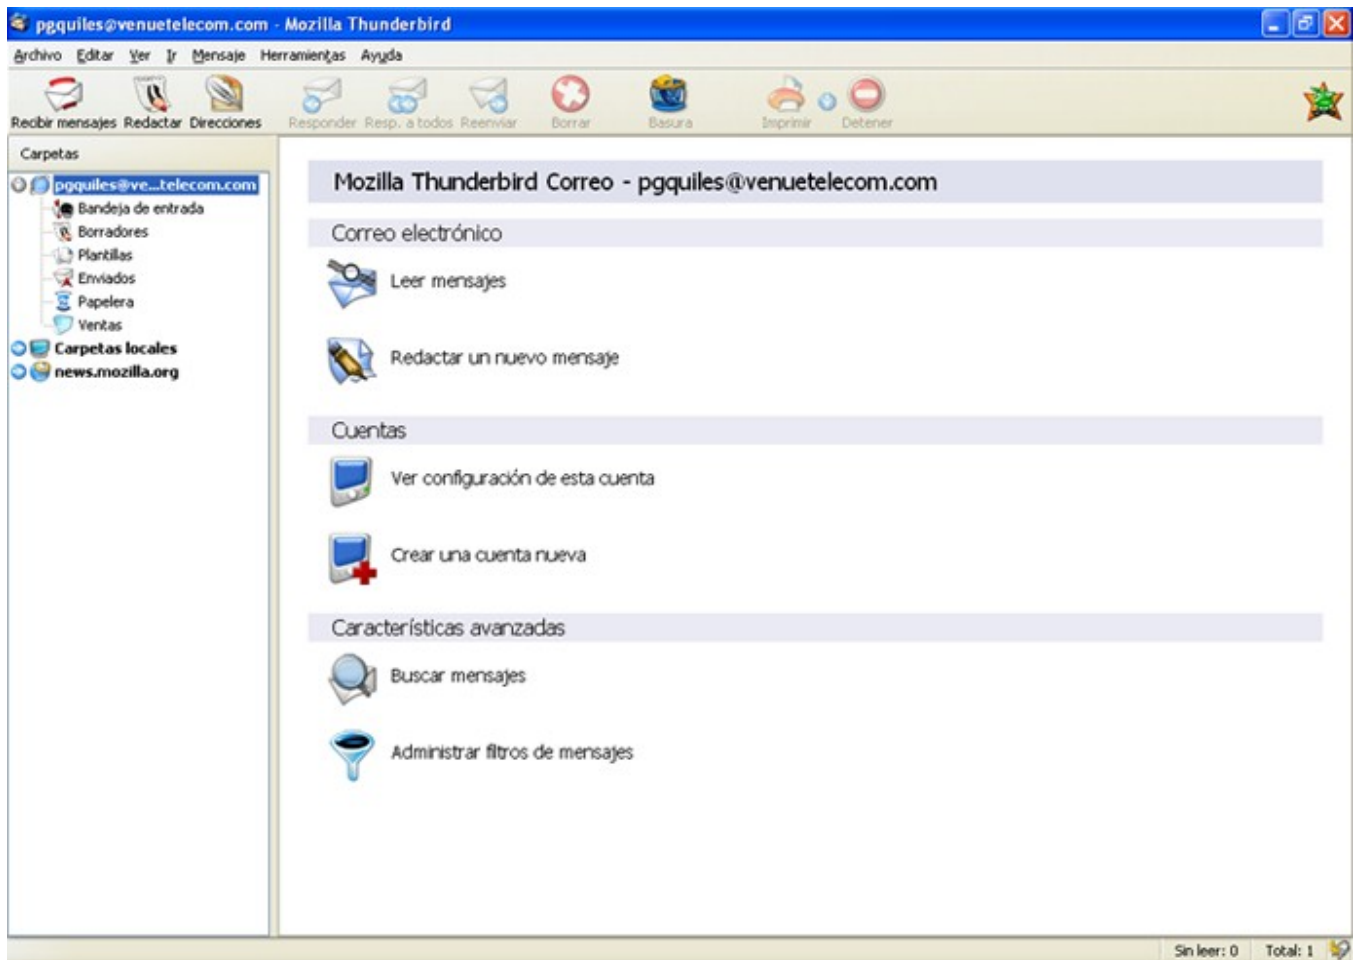 pgquiles@venuetelecom.com - Mozilla Thunderbird
Archivo Editar Ver Ir Mensaje Herramientas Ayuda
Recibir mensajes Redactar Direcciones Responder Resp. a todos Reenviar Borrar Basura Imprimir Detener
Carpetas
pgquiles@ve...telecom.com
Bandeja de entrada
Borradores
Plantillas
Enviados
Papelera
Ventas
Carpetas locales
news.mozilla.org
Mozilla Thunderbird Correo - pgquiles@venuetelecom.com
Correo electrónico
Leer mensajes
Redactar un nuevo mensaje
Cuentas
Ver configuración de esta cuenta
Crear una cuenta nueva
Características avanzadas
Buscar mensajes
Administrar filtros de mensajes
Sin leer: 0 Total: 1